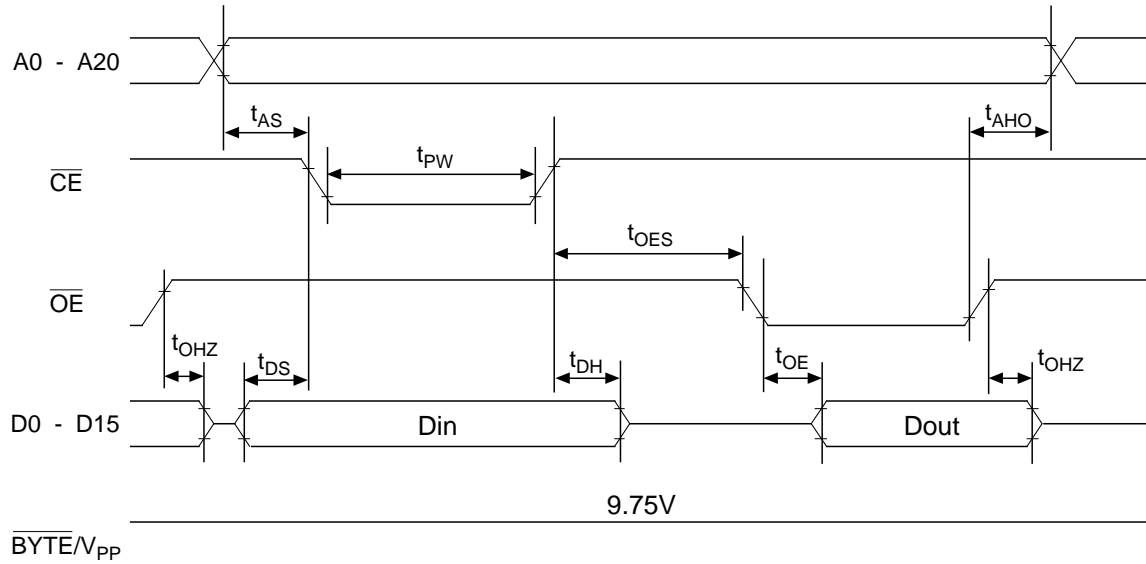 A0 - A20
tAS
tAHO
tPW
CE
tOES
OE
tOHZ
tDS
tDH
tOE
tOHZ
D0 - D15
Din
Dout
9.75V
BYTE/VPP